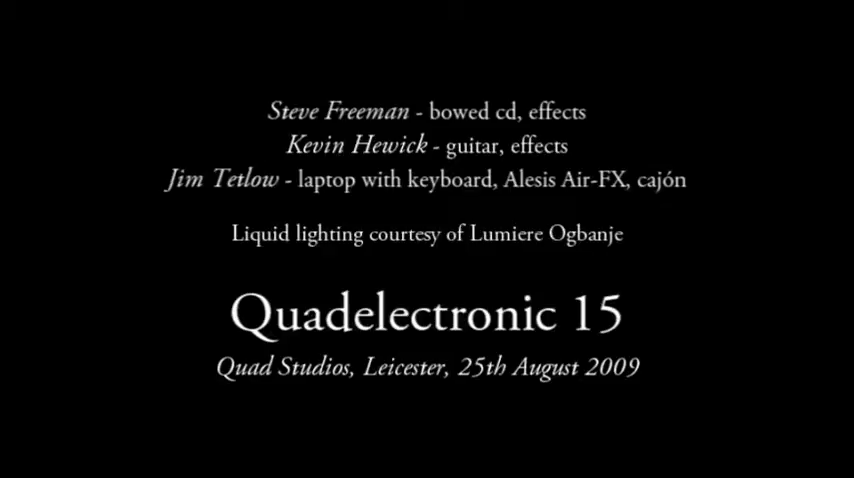 Steve Freeman - bowed cd, effects
Kevin Hewick - guitar, effects
Jim Tetlow - laptop with keyboard, Alesis Air-FX, cajón
Liquid lighting courtesy of Lumiere Ogbanje
Quadelectronic 15
Quad Studios, Leicester, 25th August 2009